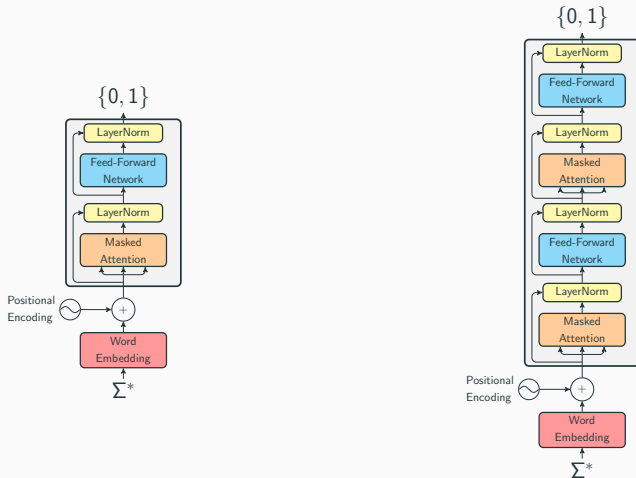 {0, 1}
LayerNorm
Feed-Forward
Network
LayerNorm
Masked
Attention
Positional
Encoding
+
Word
Embedding
Σ*
{0, 1}
LayerNorm
Feed-Forward
Network
LayerNorm
Masked
Attention
LayerNorm
Feed-Forward
Network
LayerNorm
Masked
Attention
Positional
Encoding
+
Word
Embedding
Σ*